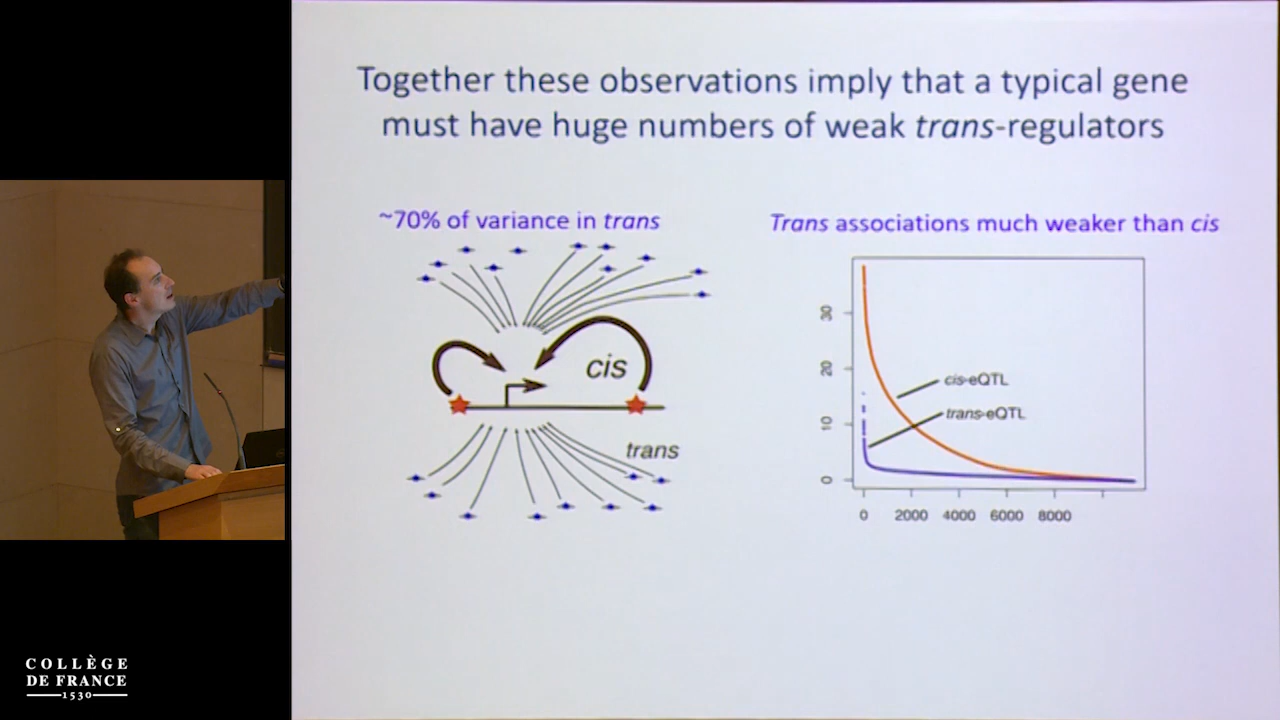 Together these observations imply that a typical gene
must have huge numbers of weak trans-regulators
~70% of variance in trans
Trans associations much weaker than cis
cis
trans
30
20
10
0
cis-eQTL
trans-eQTL
0 2000 4000 6000 8000
COLLÈGE
DE FRANCE
1530